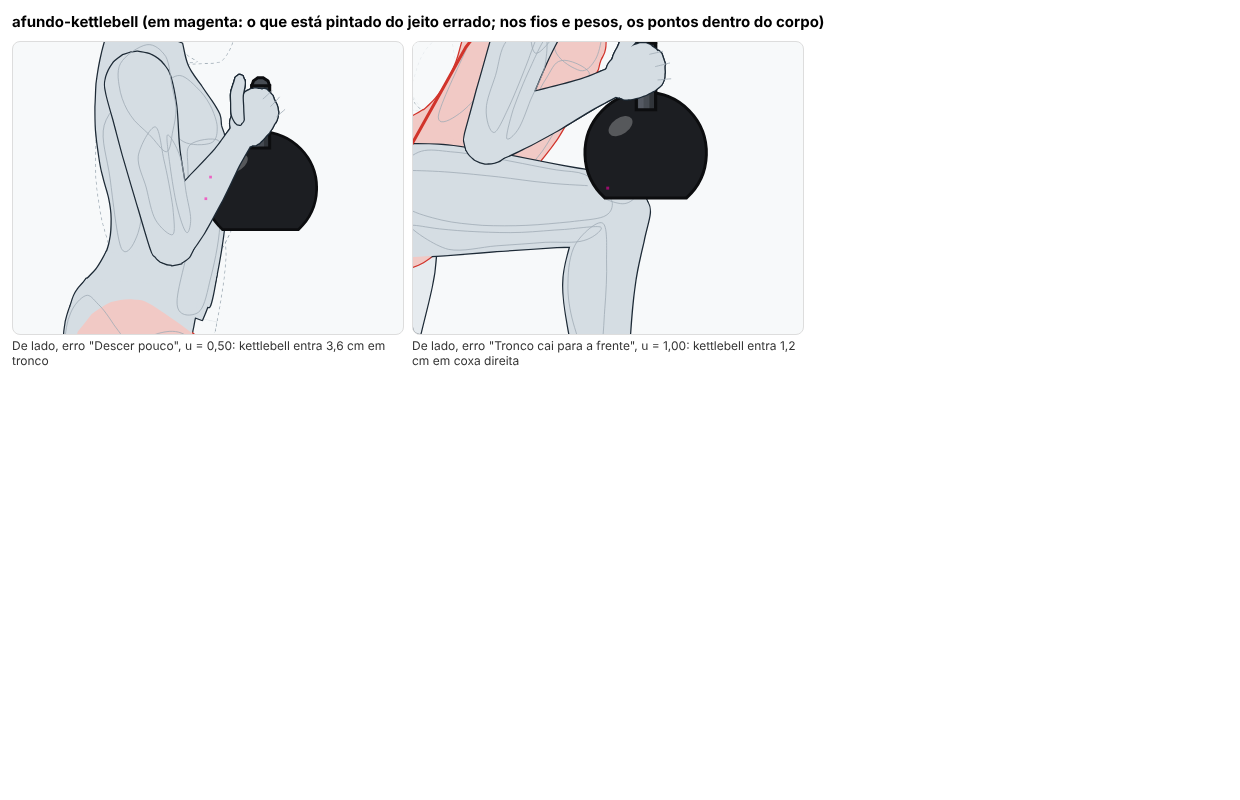 afundo-kettlebell (em magenta: o que está pintado do jeito errado; nos fios e pesos, os pontos dentro do corpo)
De lado, erro "Descer pouco", u = 0,50: kettlebell entra 3,6 cm em
tronco
De lado, erro "Tronco cai para a frente", u = 1,00: kettlebell entra 1,2
cm em coxa direita